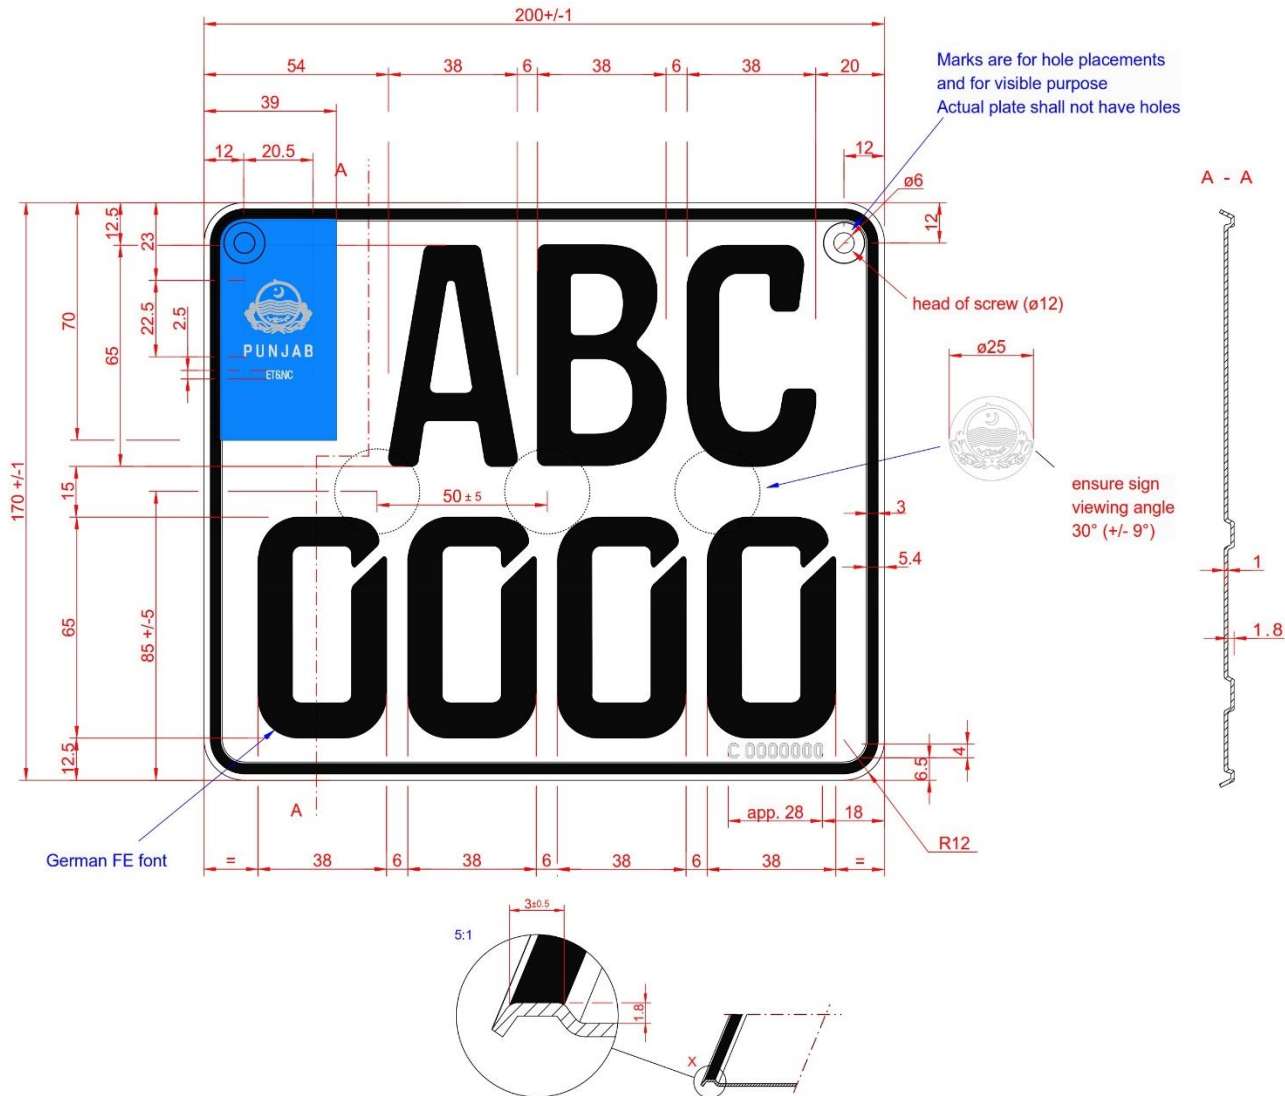 200+/-1
54
38
6
38
6
38
20
39
12
20.5
A
12
Marks are for hole placements
and for visible purpose
Actual plate shall not have holes
A - A
ø6
12
12.5
23
22.5
2.5
70
65
170 +/-1
PUNJAB
ET&NC
ABC
head of screw (ø12)
ø25
ensure sign
viewing angle
30° (+/- 9°)
15
50 ± 5
3
5.4
1
1.8
65
85 +/-5
0000
12.5
C 0000000
4
6.5
A
app. 28
18
R12
German FE font
=
38
6
38
6
38
6
38
=
3±0.5
5:1
1.8
X